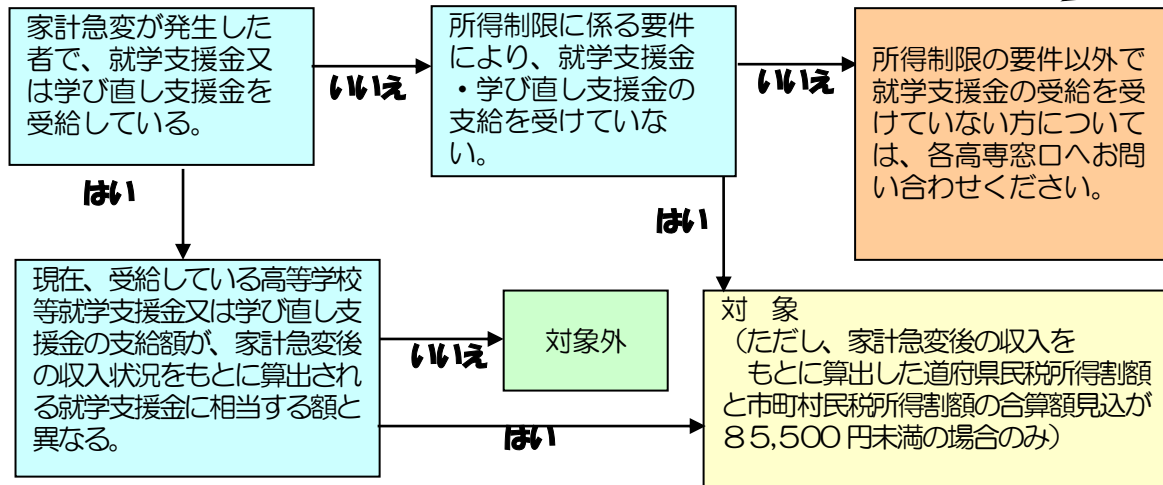 家計急変が発生した
者で、就学支援金又
は学び直し支援金を
受給している。
いいえ
所得制限に係る要件
により、就学支援金
・学び直し支援金の
支給を受けていな
い。
いいえ
所得制限の要件以外で
就学支援金の受給を受
けていない方について
は、各高専窓口へお問
い合わせください。
はい
はい
現在、受給している高等学校
等就学支援金又は学び直し支
援金の支給額が、家計急変後
の収入状況をもとに算出され
る就学支援金に相当する額と
異なる。
いいえ
対象外
はい
対　象
（ただし、家計急変後の収入を
もとに算出した道府県民税所得割額
と市町村民税所得割額の合算額見込が
８５,５００円未満の場合のみ）